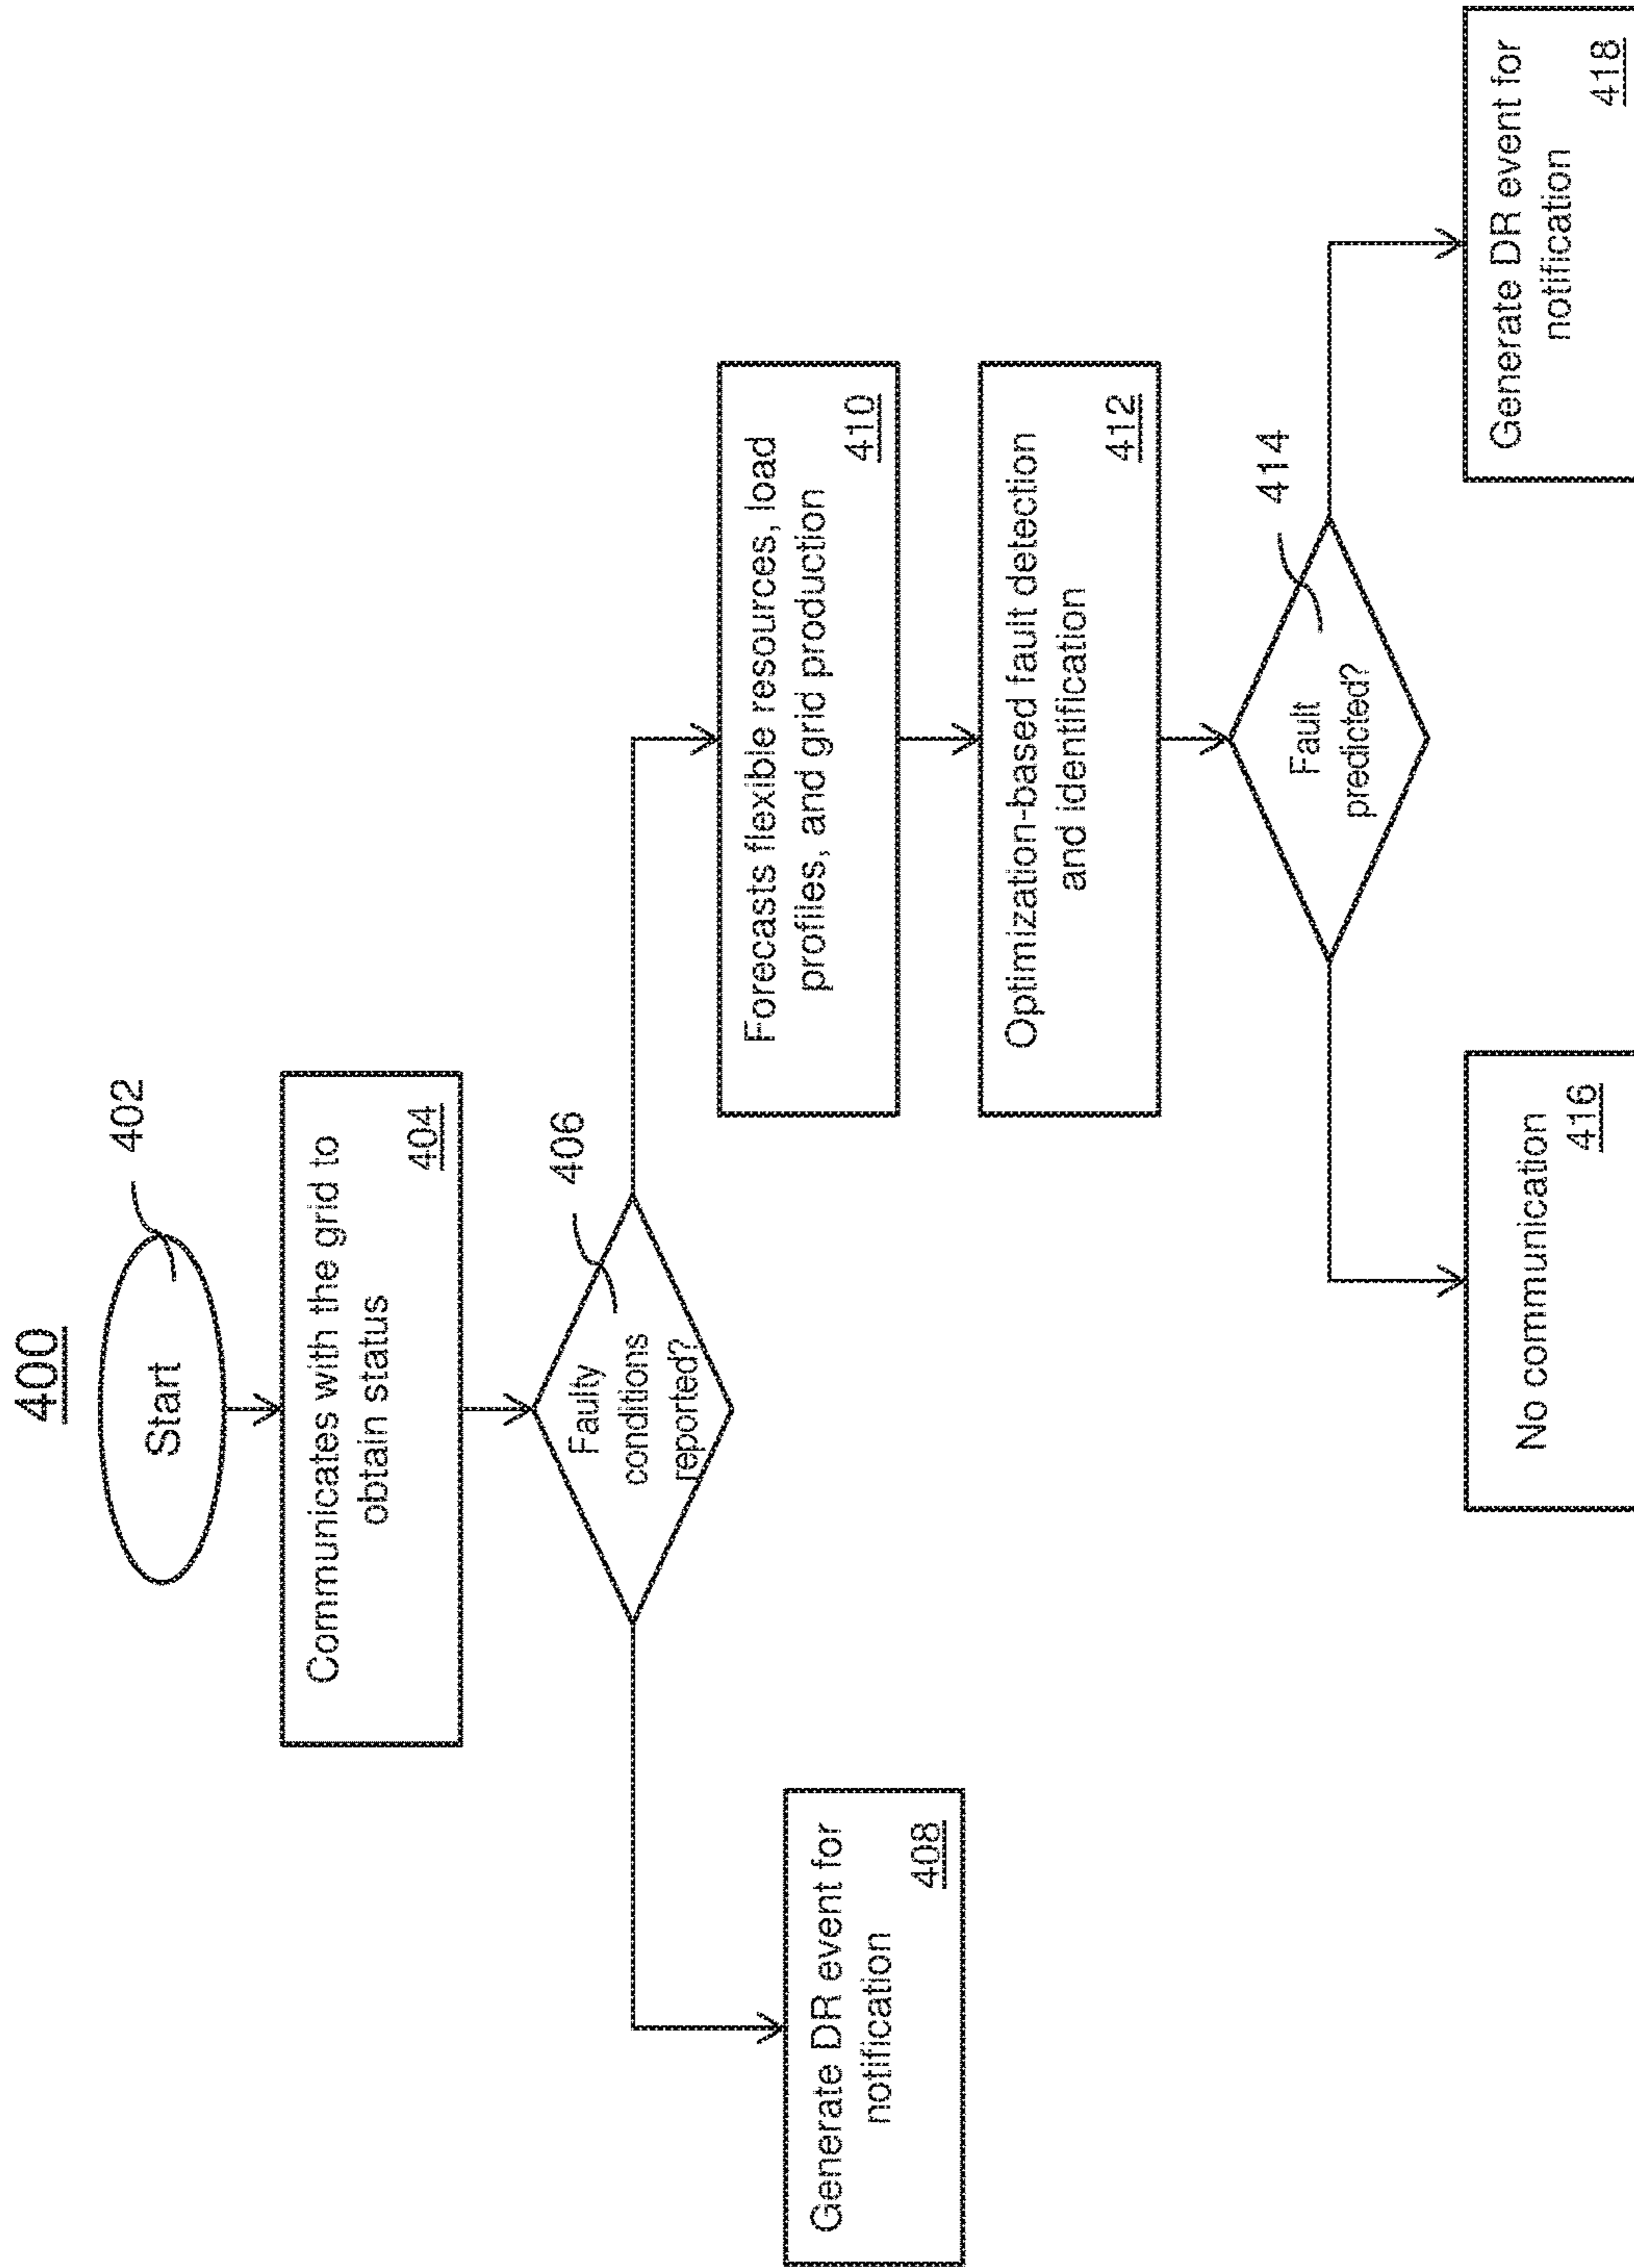 400
Start
402
Communicates with the grid to
obtain status
404
Faulty
conditions
reported?
406
Generate DR event for
notification
408
Forecasts flexible resources, load
profiles, and grid production
410
Optimization-based fault detection
and identification
412
Fault
predicted?
414
No communication
416
Generate DR event for
notification
418